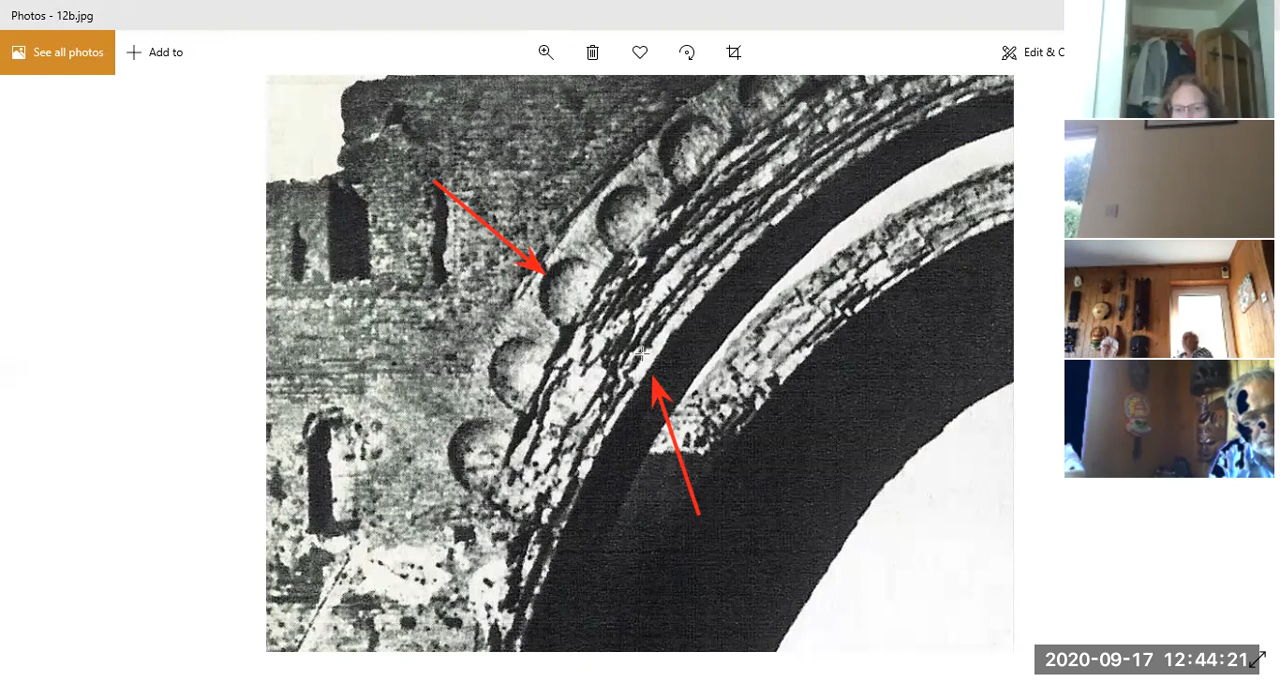 Photos - 12b.jpg
See all photos
Add to
Edit & C
2020-09-17 12:44:21